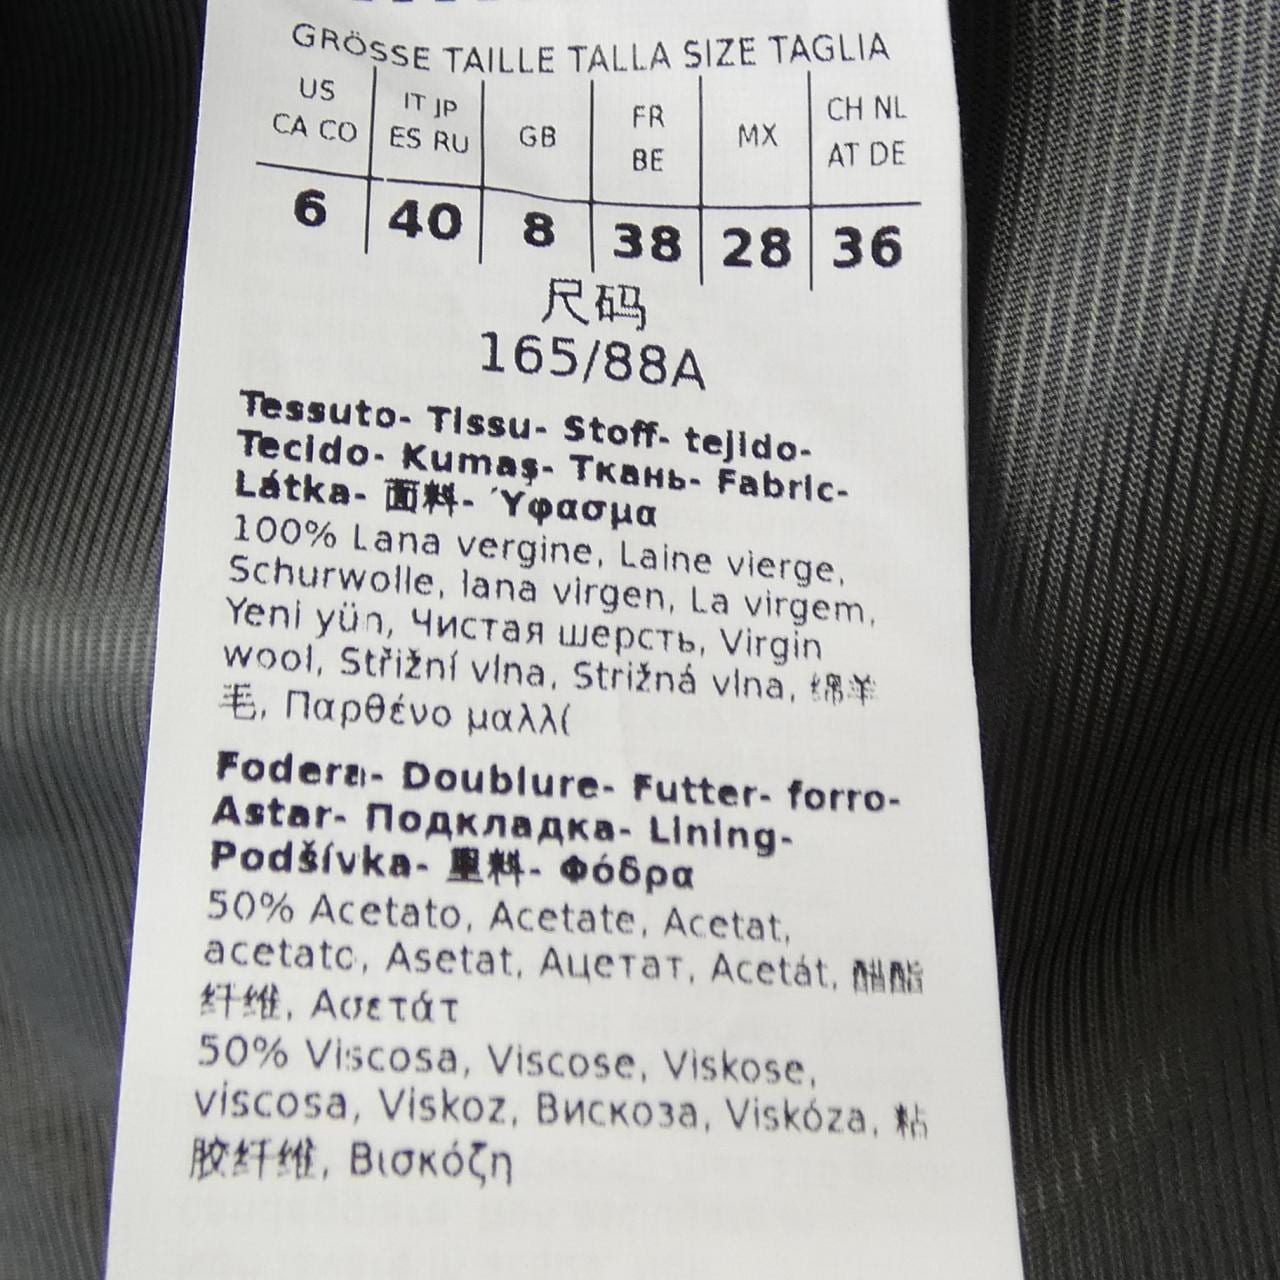 GRÖSSE TAILLE TALLA SIZE TAGLIA
US CA CO | IT JP ES RU | GB | FR BE | MX | CH NL AT DE
6 | 40 | 8 | 38 | 28 | 36
尺码
165/88A
Tessuto- Tissu- Stoff- tejido-
Tecido- Kumaş- Ткань- Fabric-
Látka- 面料- Ύφασμα
100% Lana vergine, Laine vierge,
Schurwolle, lana virgen, La virgem,
Yeni yün, Чистая шерсть, Virgin
wool, Střižní vlna, Strižná vlna, 绵羊
毛, Παρθένο μαλλί
Fodera- Doublure- Futter- forro-
Astar- Подкладка- Lining-
Podšívka- 里料- Φόδρα
50% Acetato, Acetate, Acetat,
acetato, Asetat, Ацетат, Acetát, 醋酯
纤维, Ασετάτ
50% Viscosa, Viscose, Viskose,
viscosa, Viskoz, Вискоза, Viskóza, 粘
胶纤维, Βισκόζη